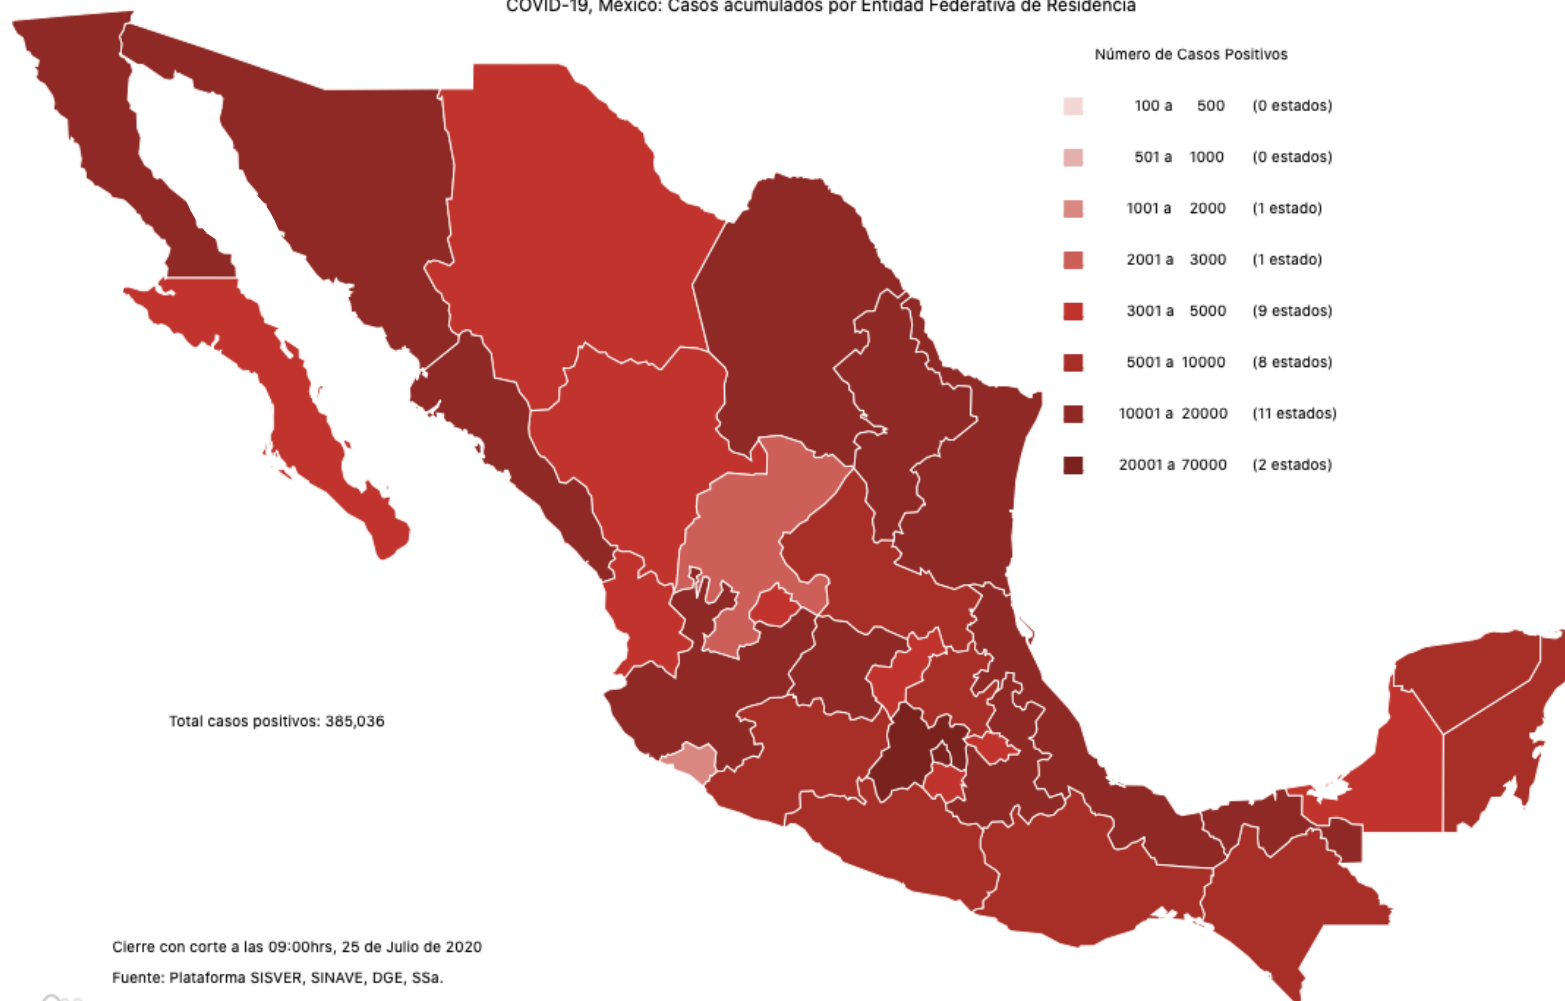 COVID-19, México: Casos acumulados por Entidad Federativa de Residencia
Número de Casos Positivos
100 a 500 (0 estados)
501 a 1000 (0 estados)
1001 a 2000 (1 estado)
2001 a 3000 (1 estado)
3001 a 5000 (9 estados)
5001 a 10000 (8 estados)
10001 a 20000 (11 estados)
20001 a 70000 (2 estados)
Total casos positivos: 385,036
Cierre con corte a las 09:00hrs, 25 de Julio de 2020
Fuente: Plataforma SISVER, SINAVE, DGE, SSa.